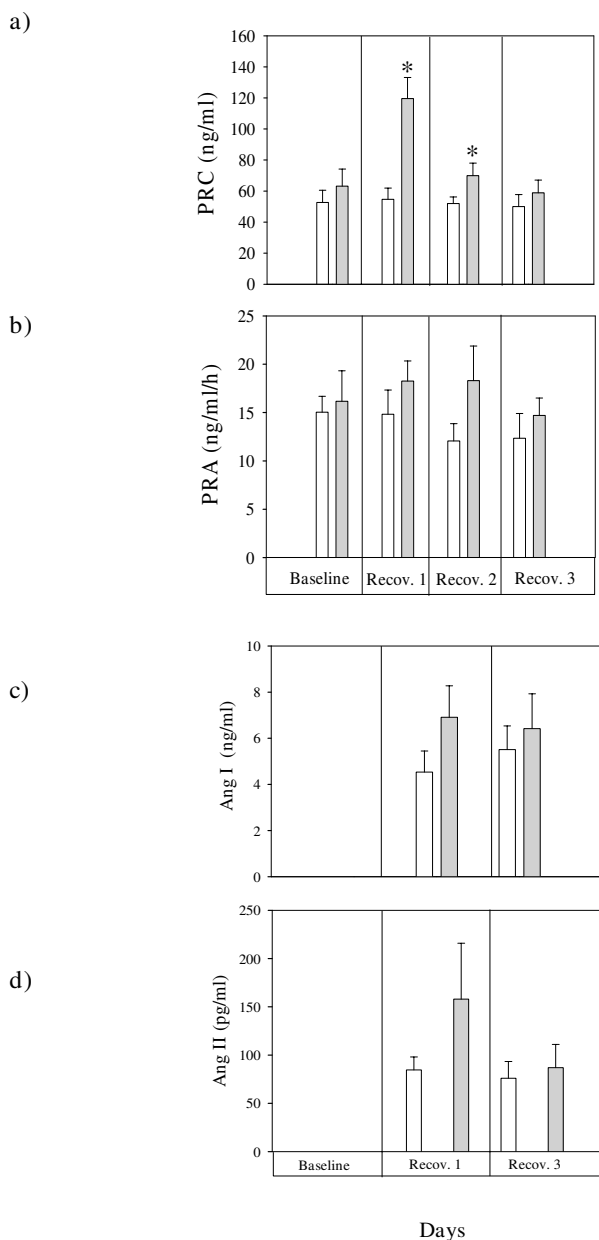 a)
PRC (ng/ml)
160
140
120
100
80
60
40
20
0
*
*
b)
PRA (ng/ml/h)
25
20
15
10
5
0
Baseline Recov. 1 Recov. 2 Recov. 3
c)
Ang I (ng/ml)
10
8
6
4
2
0
d)
Ang II (pg/ml)
250
200
150
100
50
0
Baseline Recov. 1 Recov. 3
Days